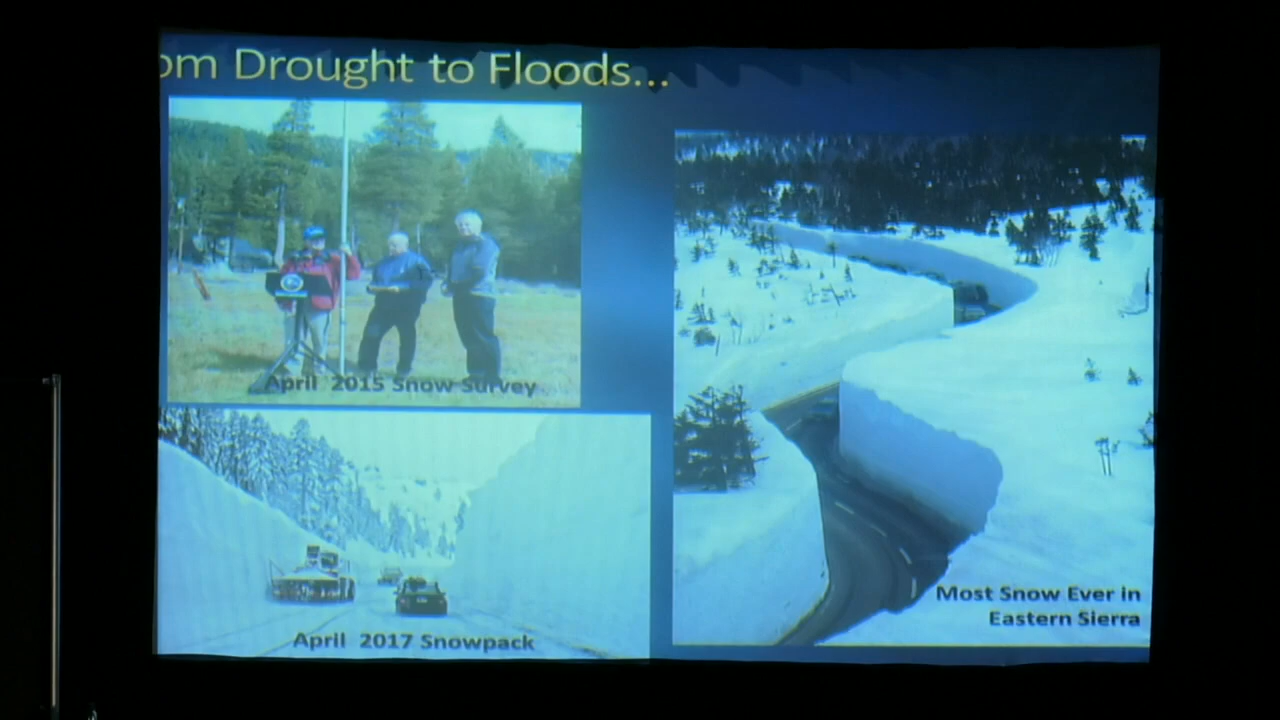 om Drought to Floods...
April 2015 Snow Survey
April 2017 Snowpack
Most Snow Ever in
Eastern Sierra